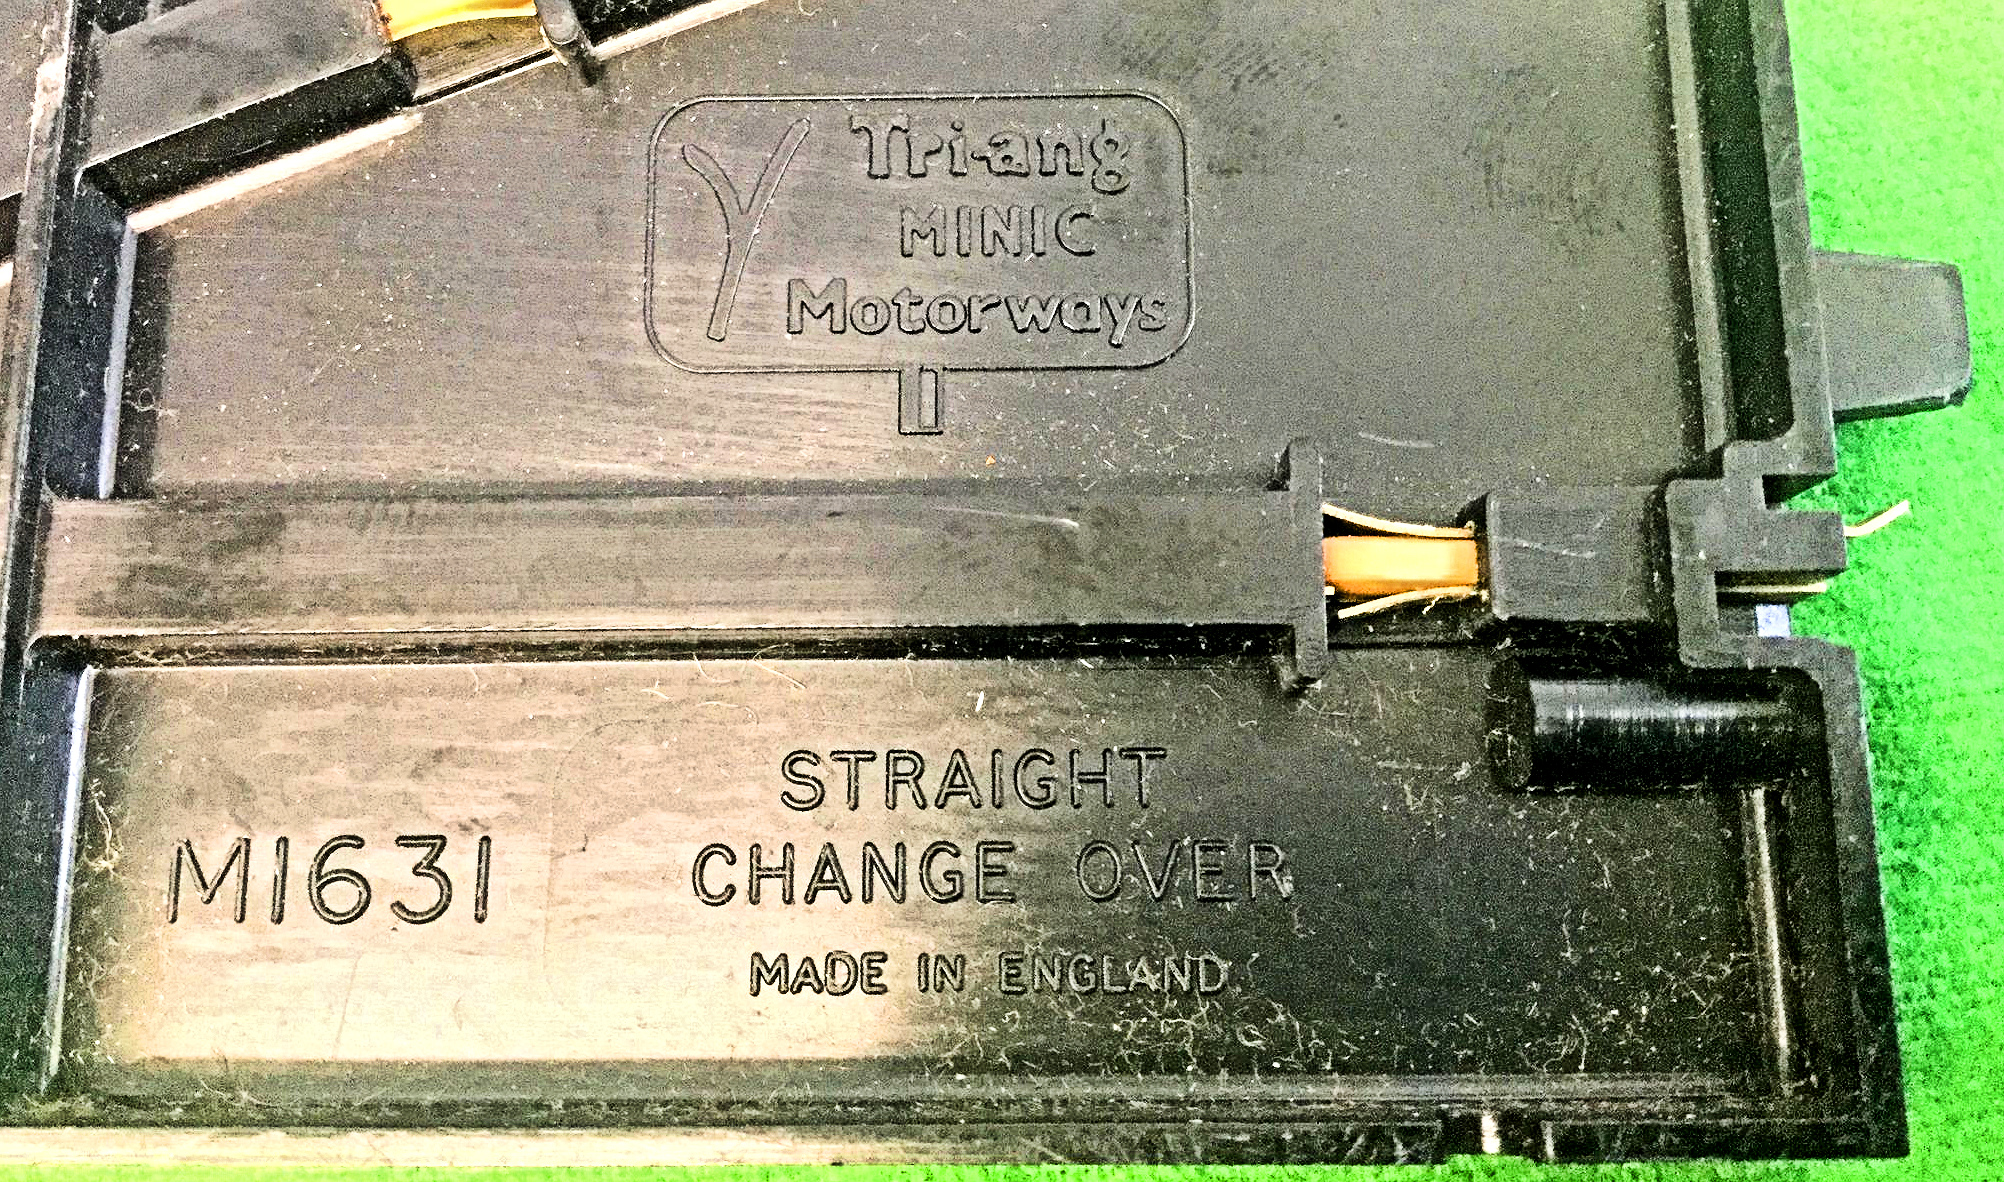 Tri-ang
MINIC
Motorways
STRAIGHT
CHANGE OVER
M1631
MADE IN ENGLAND